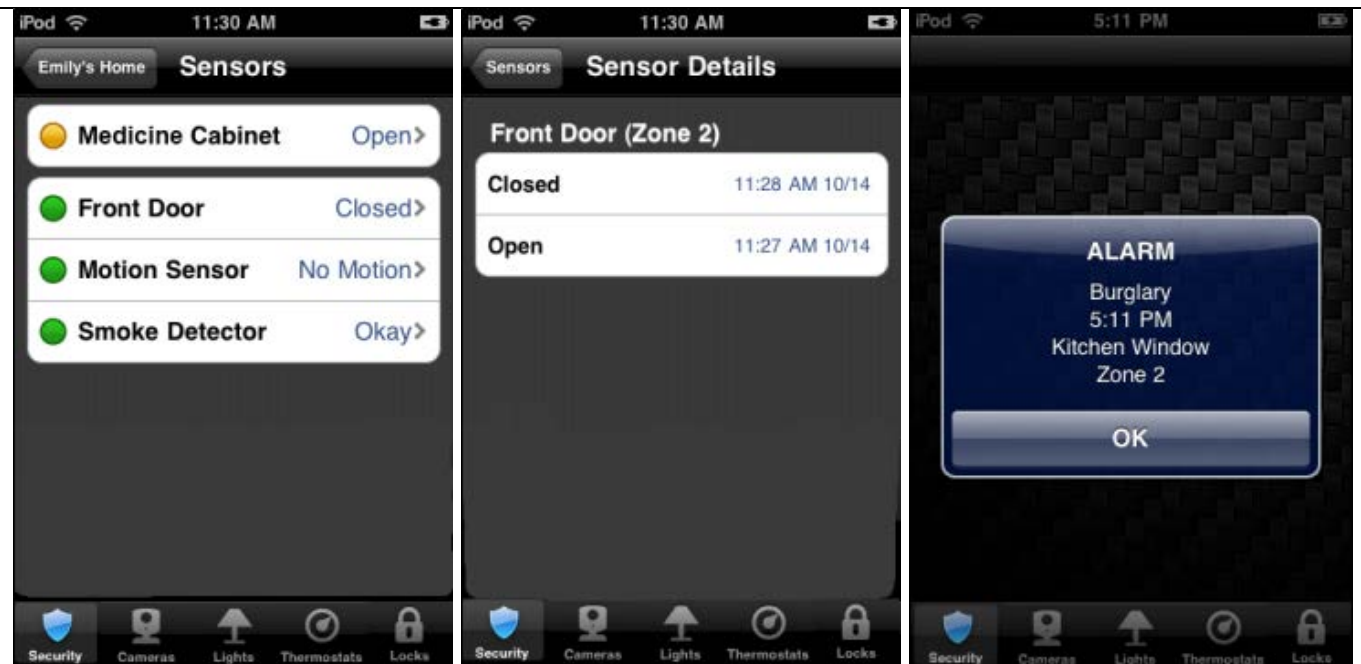 iPod 11:30 AM
Emily's Home Sensors
Medicine Cabinet Open
Front Door Closed
Motion Sensor No Motion
Smoke Detector Okay
Security Cameras Lights Thermostats Locks
iPod 11:30 AM
Sensors Sensor Details
Front Door (Zone 2)
Closed 11:28 AM 10/14
Open 11:27 AM 10/14
Security Cameras Lights Thermostats Locks
iPod 5:11 PM
ALARM
Burglary
5:11 PM
Kitchen Window
Zone 2
OK
Security Cameras Lights Thermostats Locks